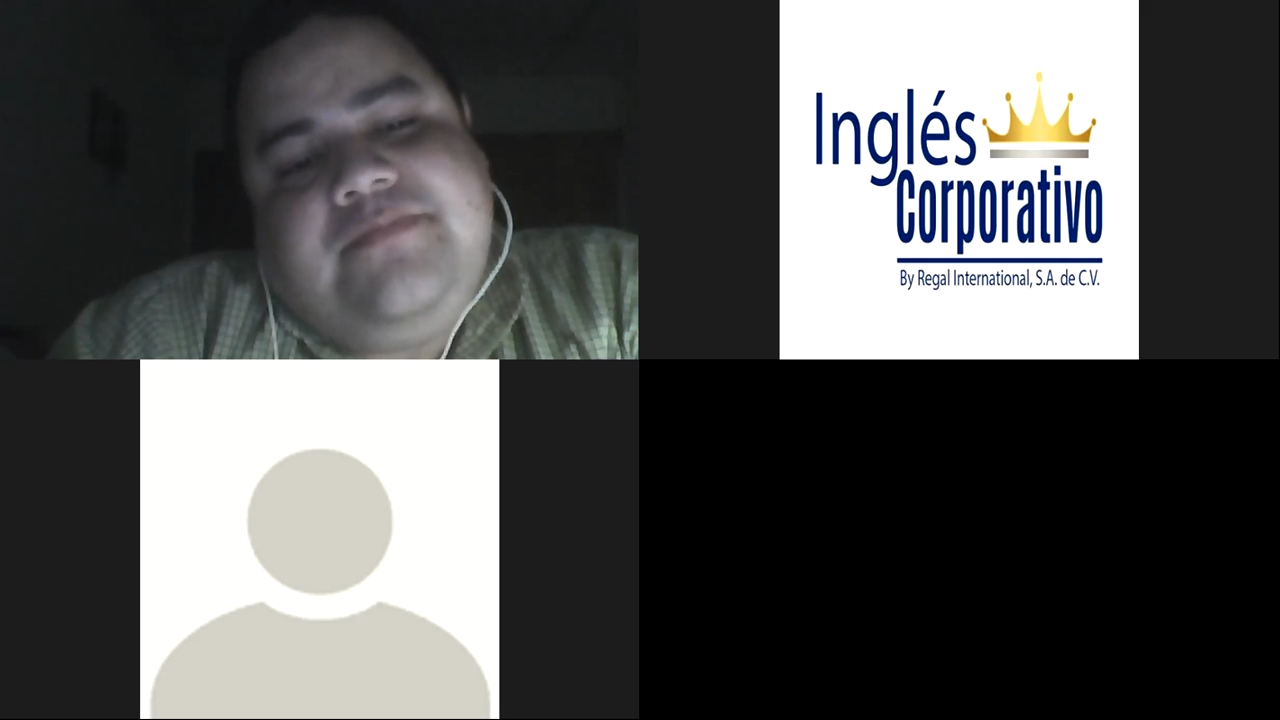 Inglés
Corporativo
By Regal International, S.A. de C.V.